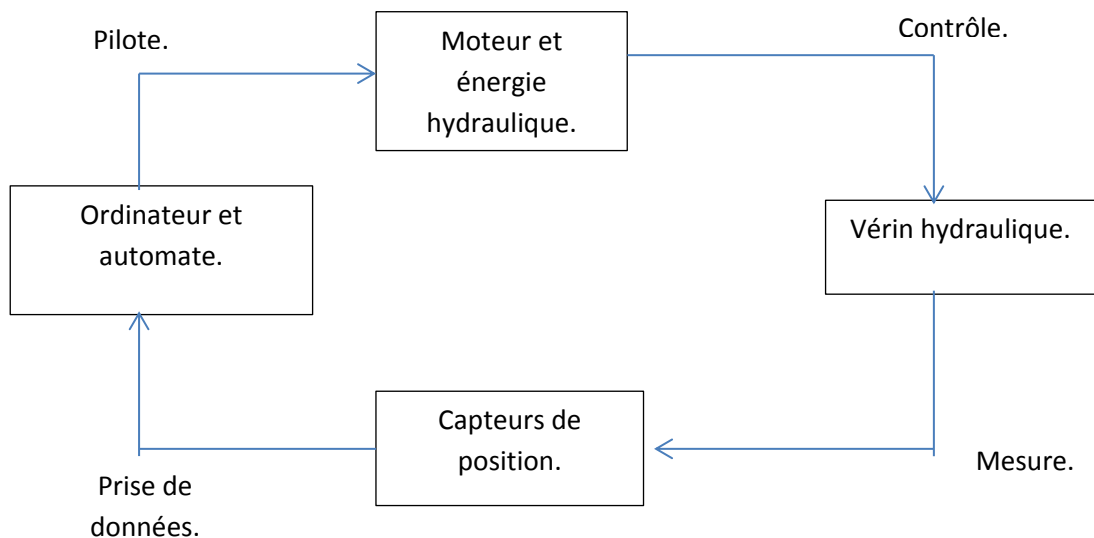 Pilote.
Moteur et
énergie
hydraulique.
Contrôle.
Ordinateur et
automate.
Vérin hydraulique.
Capteurs de
position.
Mesure.
Prise de
données.